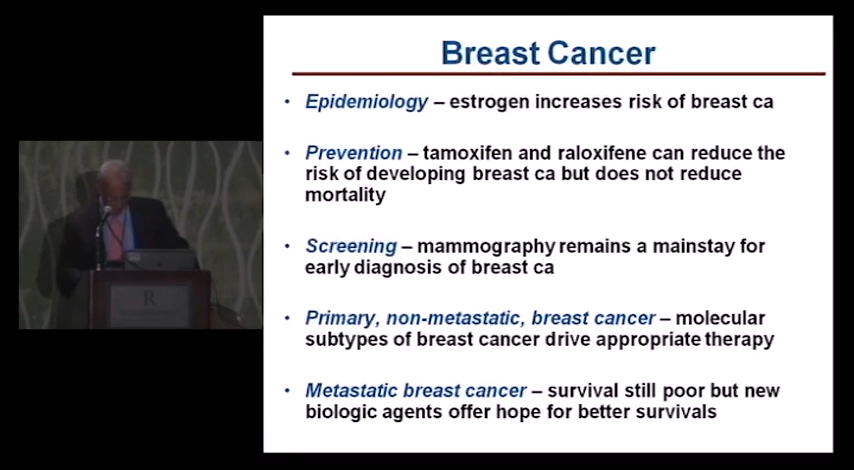 Breast Cancer
• Epidemiology – estrogen increases risk of breast ca
• Prevention – tamoxifen and raloxifene can reduce the
risk of developing breast ca but does not reduce
mortality
• Screening – mammography remains a mainstay for
early diagnosis of breast ca
• Primary, non-metastatic, breast cancer – molecular
subtypes of breast cancer drive appropriate therapy
• Metastatic breast cancer – survival still poor but new
biologic agents offer hope for better survivals
R